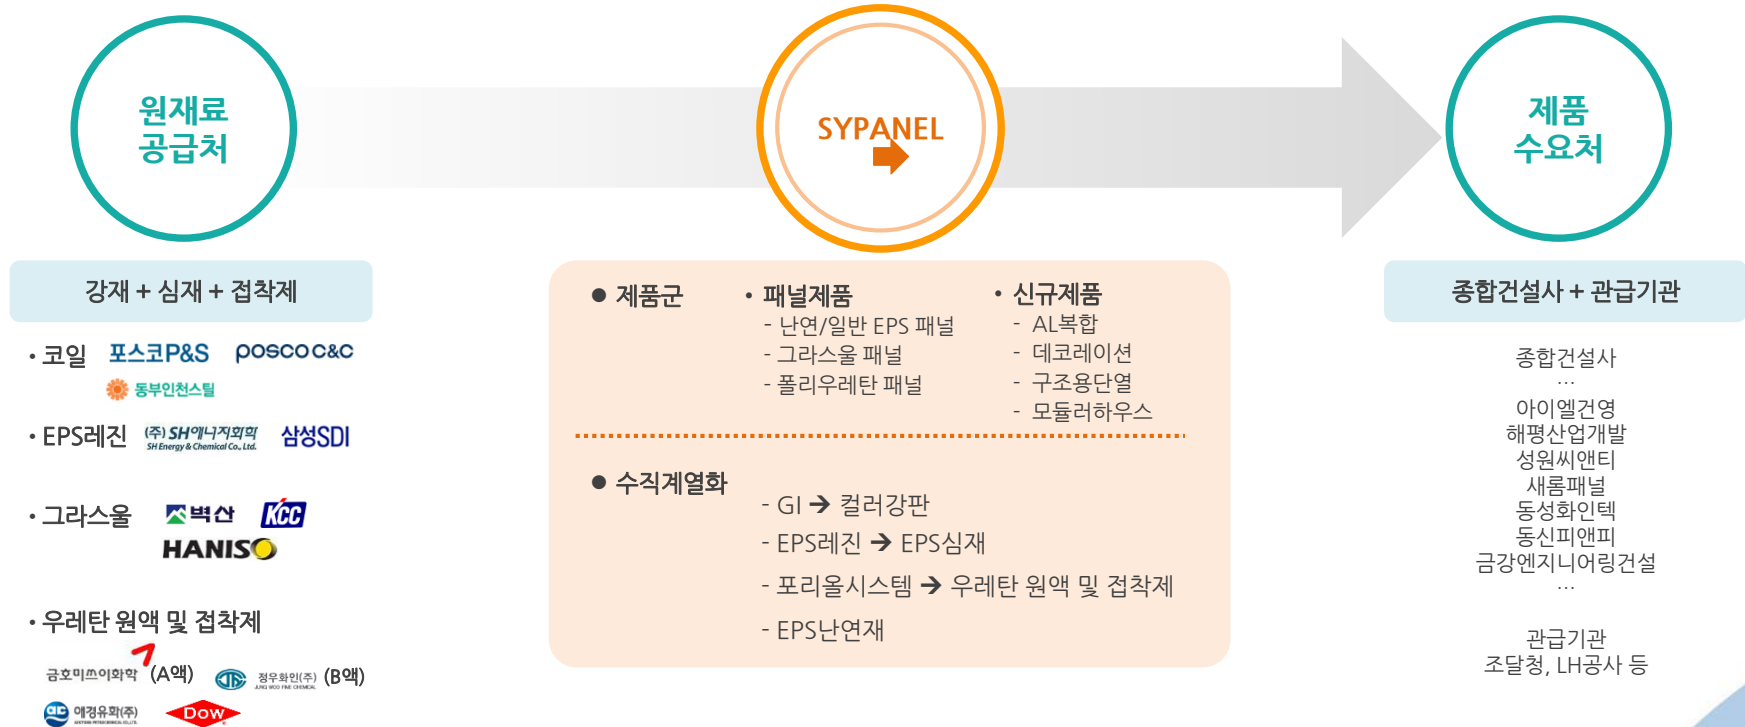 원재료
공급처
SYPANEL
제품
수요처
강재 + 심재 + 접착제
• 코일 포스코P&S posco C&C
동부인천스틸
• EPS레진 (주)SH에너지화학 삼성SDI
SH Energy & Chemical Co., Ltd.
• 그라스울 벽산 KCC
HANISO
• 우레탄 원액 및 접착제
금호미쓰이화학 (A액) 정우화인(주) (B액)
JUNG WOO FINE CHEMICAL
애경유화(주) Dow
● 제품군
• 패널제품
- 난연/일반 EPS 패널
- 그라스울 패널
- 폴리우레탄 패널
• 신규제품
- AL복합
- 데코레이션
- 구조용단열
- 모듈러하우스
● 수직계열화
- GI ➔ 컬러강판
- EPS레진 ➔ EPS심재
- 포리올시스템 ➔ 우레탄 원액 및 접착제
- EPS난연재
종합건설사 + 관급기관
종합건설사
…
아이엘건영
해평산업개발
성원씨앤티
새롬패널
동성화인텍
동신피앤피
금강엔지니어링건설
…
관급기관
조달청, LH공사 등